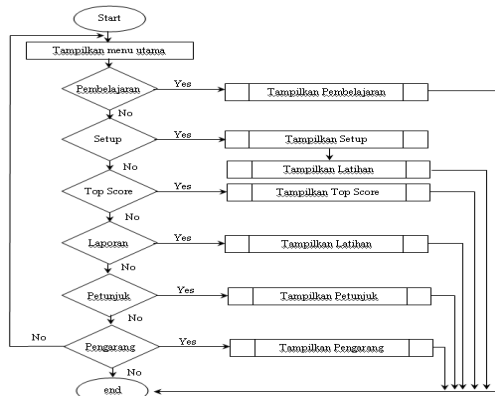 Start
Tampilkan menu utama
Pembelajaran
Yes
Tampilkan Pembelajaran
No
Setup
Yes
Tampilkan Setup
No
Tampilkan Latihan
Top Score
Yes
Tampilkan Top Score
No
Laporan
Yes
Tampilkan Latihan
No
Petunjuk
Yes
Tampilkan Petunjuk
No
No
Pengarang
Yes
Tampilkan Pengarang
No
end